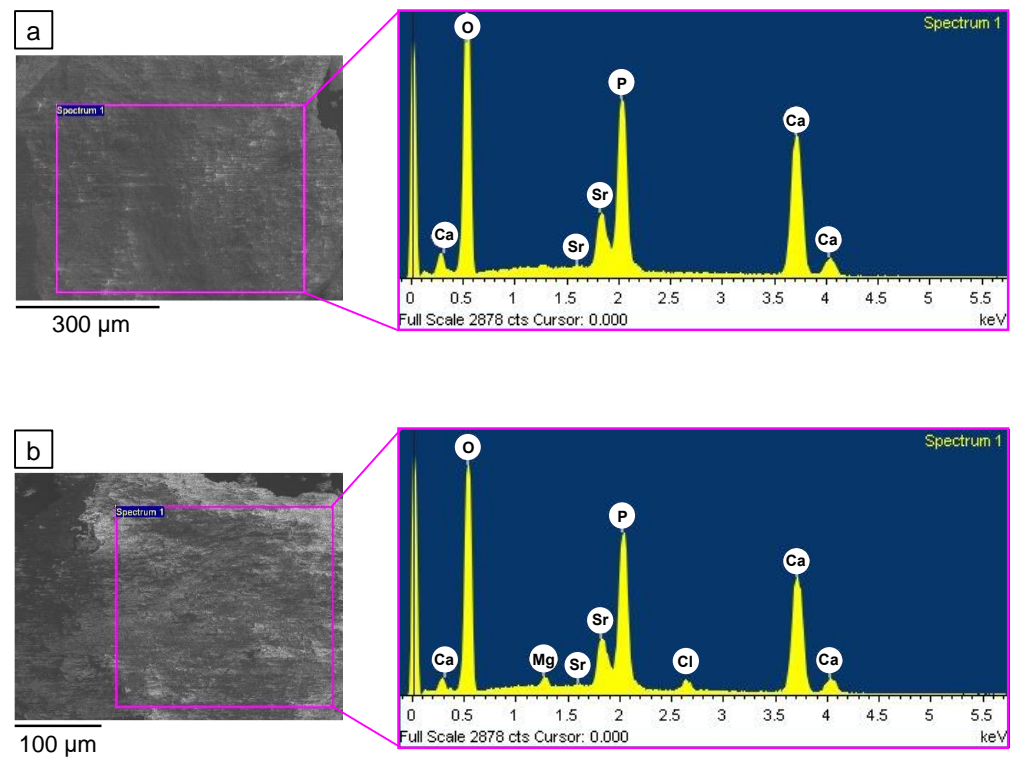 a
Spectrum 1
Spectrum 1
O
P
Ca
Sr
Ca
Sr
Ca
0 0.5 1 1.5 2 2.5 3 3.5 4 4.5 5 5.5
Full Scale 2878 cts Cursor: 0.000 keV
300 µm
b
Spectrum 1
Spectrum 1
O
P
Ca
Sr
Ca
Mg
Sr
Cl
Ca
0 0.5 1 1.5 2 2.5 3 3.5 4 4.5 5 5.5
Full Scale 2878 cts Cursor: 0.000 keV
100 µm